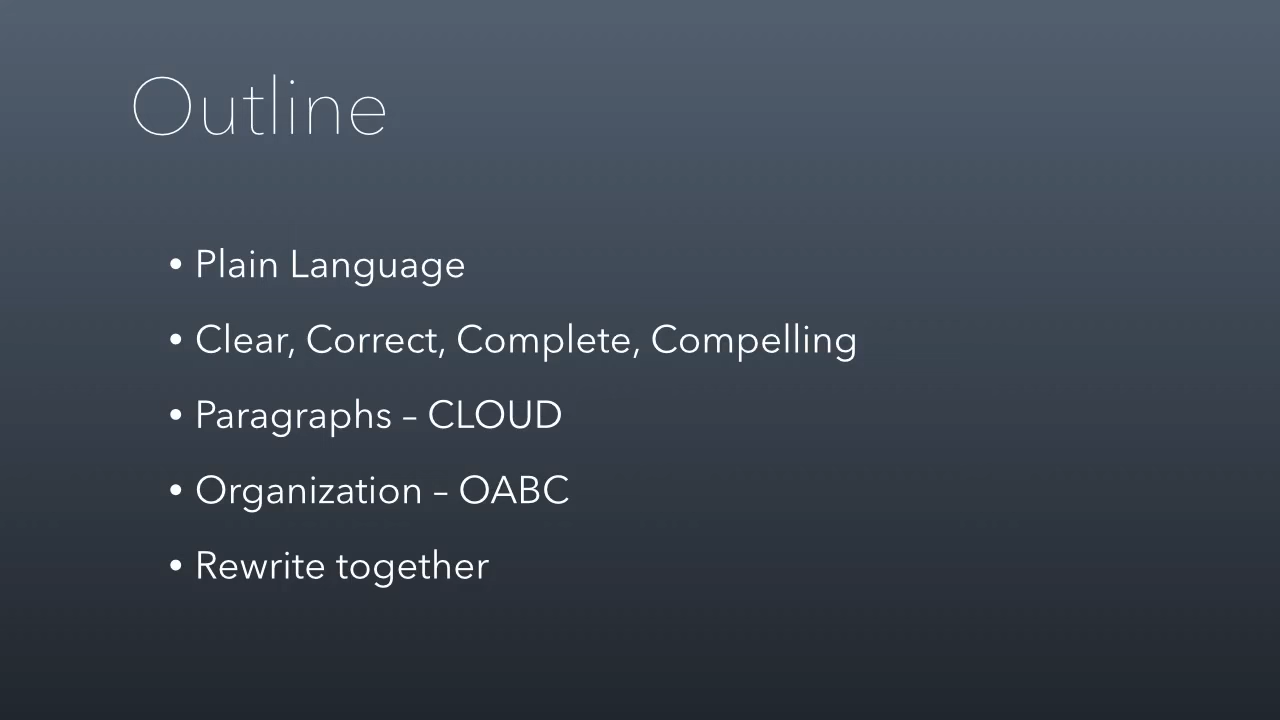 Outline
• Plain Language
• Clear, Correct, Complete, Compelling
• Paragraphs – CLOUD
• Organization – OABC
• Rewrite together